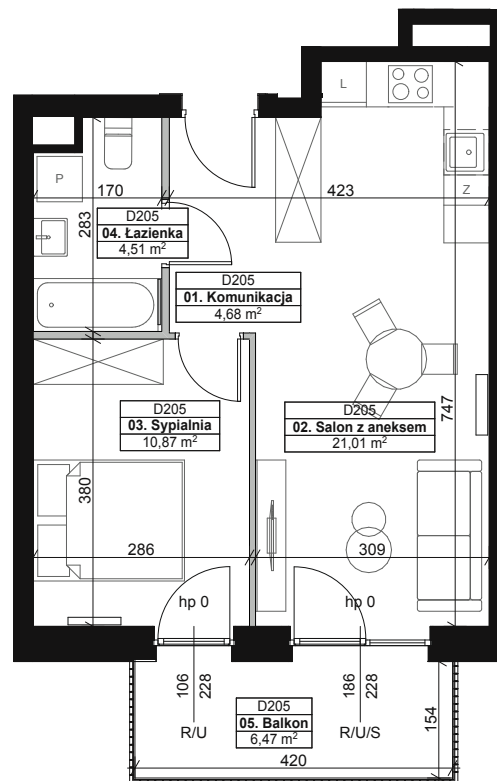 L
P
170
423
Z
283
D205
04. Łazienka
4,51 m²
D205
01. Komunikacja
4,68 m²
D205
03. Sypialnia
10,87 m²
D205
02. Salon z aneksem
21,01 m²
747
380
286
309
hp 0
hp 0
106
228
186
228
R/U
R/U/S
D205
05. Balkon
6,47 m²
154
420